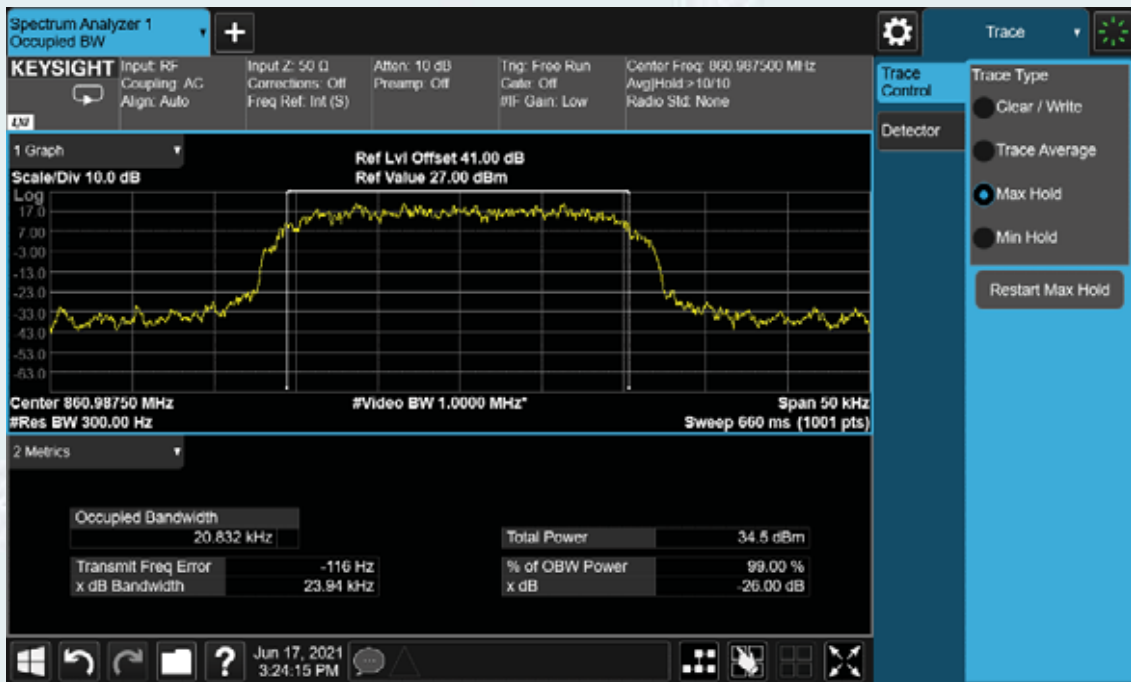 Spectrum Analyzer 1
Occupied BW
Trace
KEYSIGHT
Input: RF
Coupling: AC
Align: Auto
Input Z: 50 Ω
Corrections: Off
Freq Ref: Int (S)
Atten: 10 dB
Preamp: Off
Trig: Free Run
Gate: Off
#IF Gain: Low
Center Freq: 860.987500 MHz
Avg|Hold:>10/10
Radio Std: None
LXI
Trace Control
Detector
Trace Type
Clear / Write
Trace Average
Max Hold
Min Hold
Restart Max Hold
1 Graph
Scale/Div 10.0 dB
Ref Lvl Offset 41.00 dB
Ref Value 27.00 dBm
Log
17.0
7.00
-3.00
-13.0
-23.0
-33.0
-43.0
-53.0
-63.0
Center 860.98750 MHz
#Res BW 300.00 Hz
#Video BW 1.0000 MHz*
Span 50 kHz
Sweep 660 ms (1001 pts)
2 Metrics
Occupied Bandwidth
20.832 kHz
Total Power 34.5 dBm
Transmit Freq Error -116 Hz
% of OBW Power 99.00 %
x dB Bandwidth 23.94 kHz
x dB -26.00 dB
?
Jun 17, 2021
3:24:15 PM